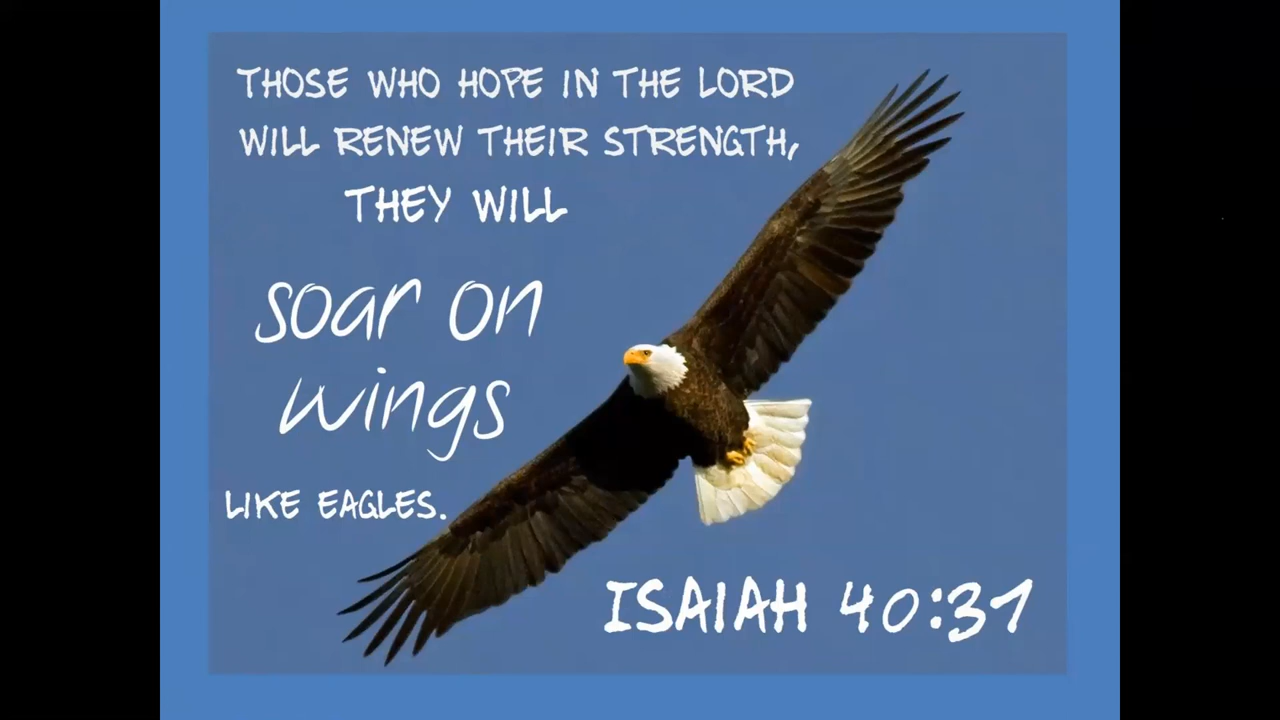 THOSE WHO HOPE IN THE LORD
WILL RENEW THEIR STRENGTH,
THEY WILL
soar on
wings
LIKE EAGLES.
ISAIAH 40:31